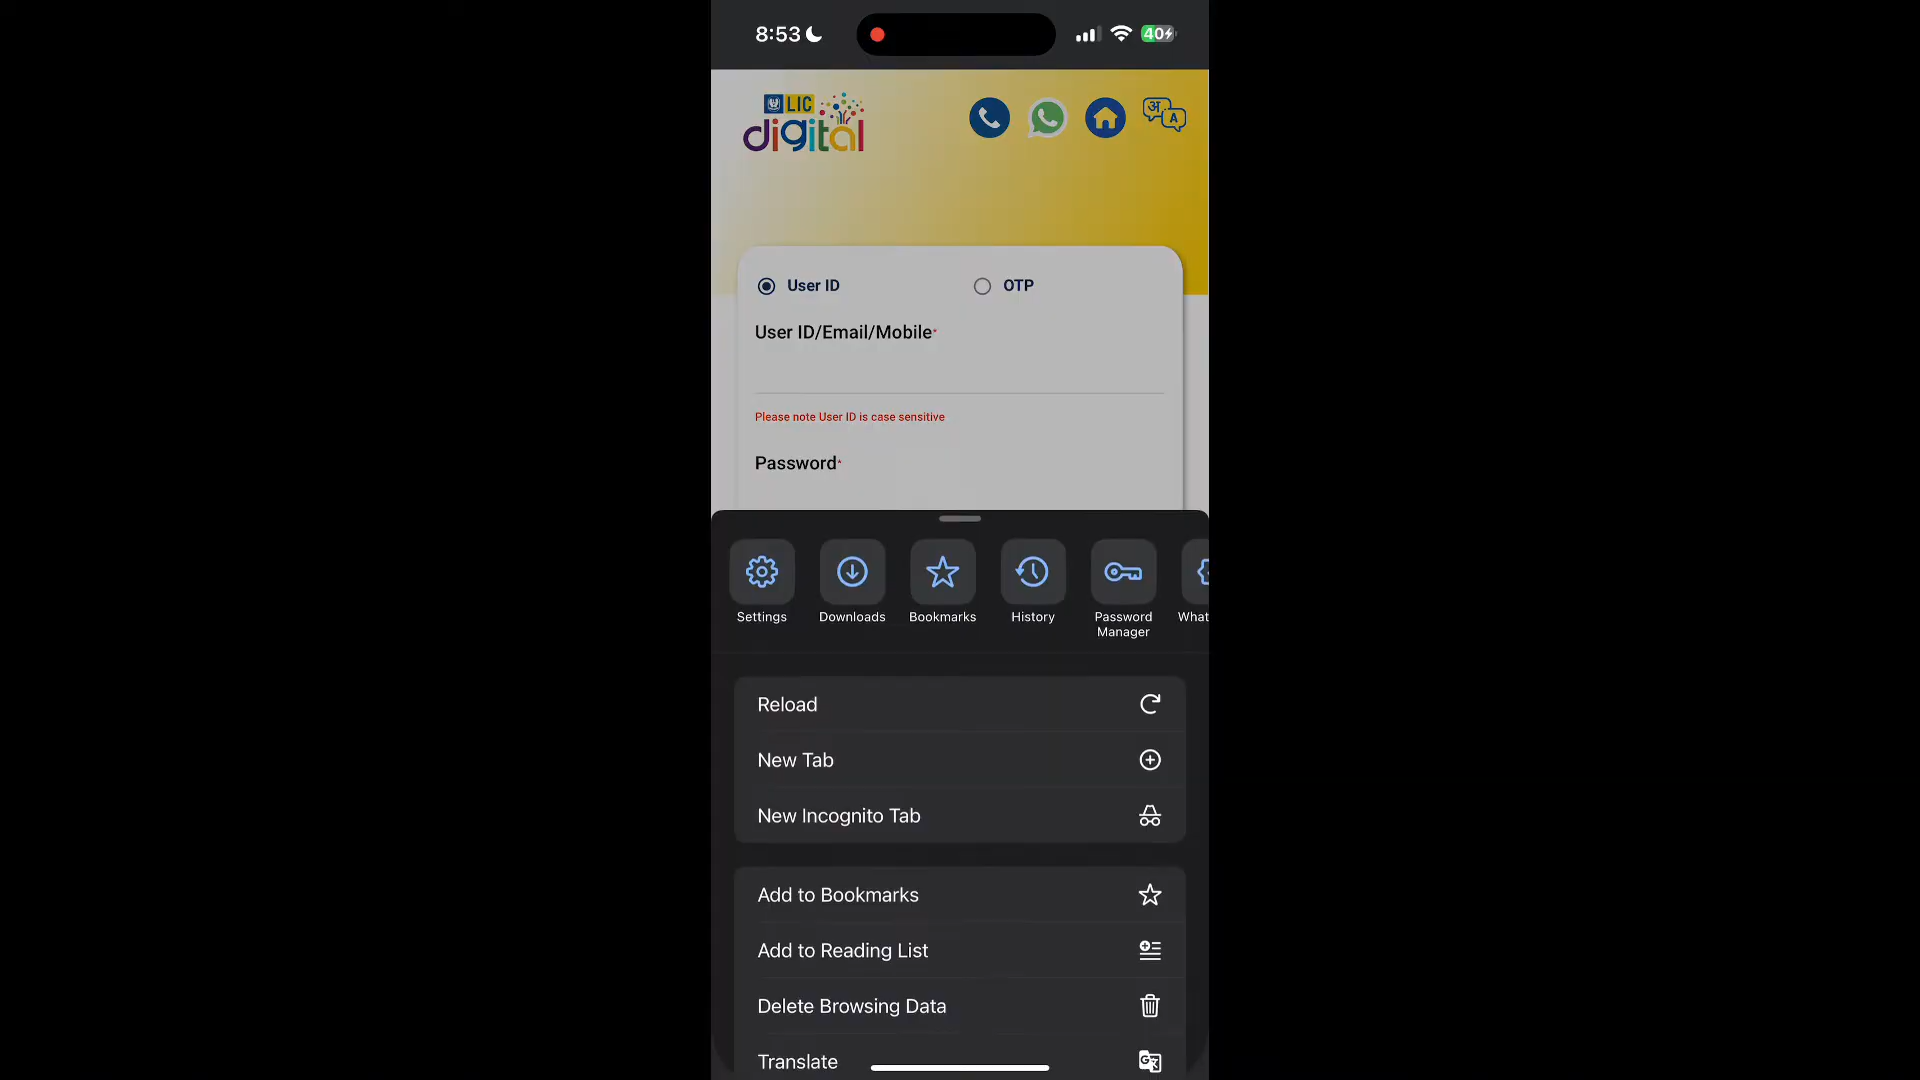 8:53
40
LIC
digital
अ
A
User ID
OTP
User ID/Email/Mobile*
Please note User ID is case sensitive
Password*
Settings
Downloads
Bookmarks
History
Password
Manager
What
Reload
New Tab
New Incognito Tab
Add to Bookmarks
Add to Reading List
Delete Browsing Data
Translate